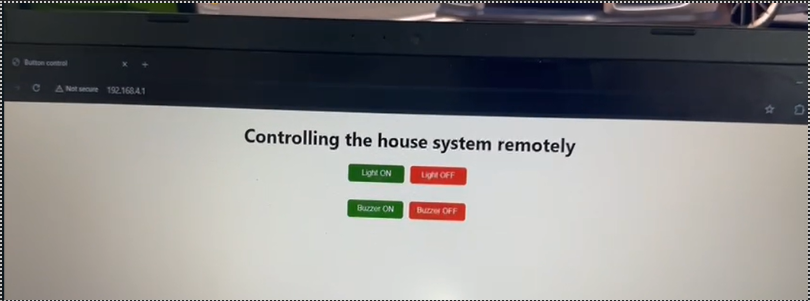 Button control
Not secure 192.168.4.1
Controlling the house system remotely
Light ON Light OFF
Buzzer ON Buzzer OFF